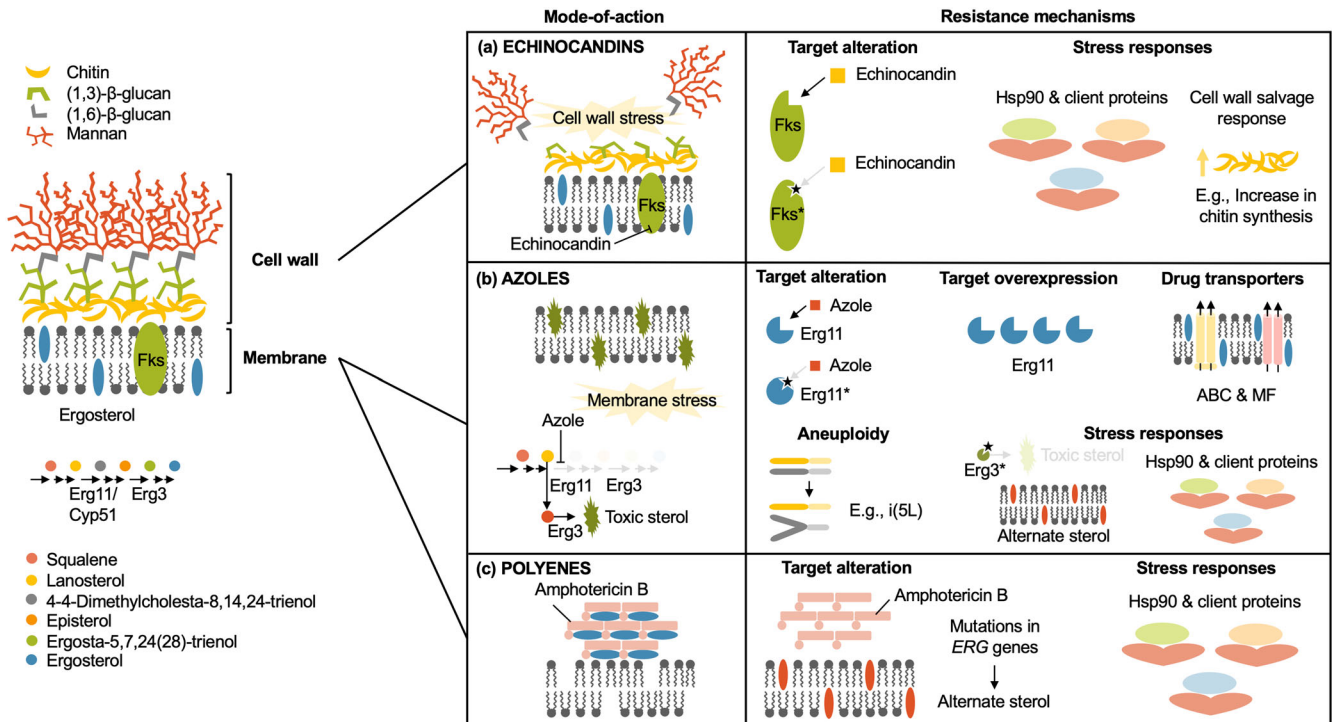 Mode-of-action
Resistance mechanisms
Chitin
(1,3)-β-glucan
(1,6)-β-glucan
Mannan
Cell wall
Membrane
Fks
Ergosterol
Erg11/
Cyp51
Erg3
Squalene
Lanosterol
4-4-Dimethylcholesta-8,14,24-trienol
Episterol
Ergosta-5,7,24(28)-trienol
Ergosterol
(a) ECHINOCANDINS
Cell wall stress
Fks
Echinocandin
Target alteration
Echinocandin
Fks
Echinocandin
Fks*
Stress responses
Hsp90 & client proteins
Cell wall salvage
response
E.g., Increase in
chitin synthesis
(b) AZOLES
Membrane stress
Azole
Erg11
Erg3
Erg3
Toxic sterol
Target alteration
Azole
Erg11
Azole
Erg11*
Target overexpression
Erg11
Drug transporters
ABC & MF
Aneuploidy
E.g., i(5L)
Stress responses
Erg3*
Toxic sterol
Alternate sterol
Hsp90 & client proteins
(c) POLYENES
Amphotericin B
Target alteration
Amphotericin B
Mutations in
ERG genes
Alternate sterol
Stress responses
Hsp90 & client proteins